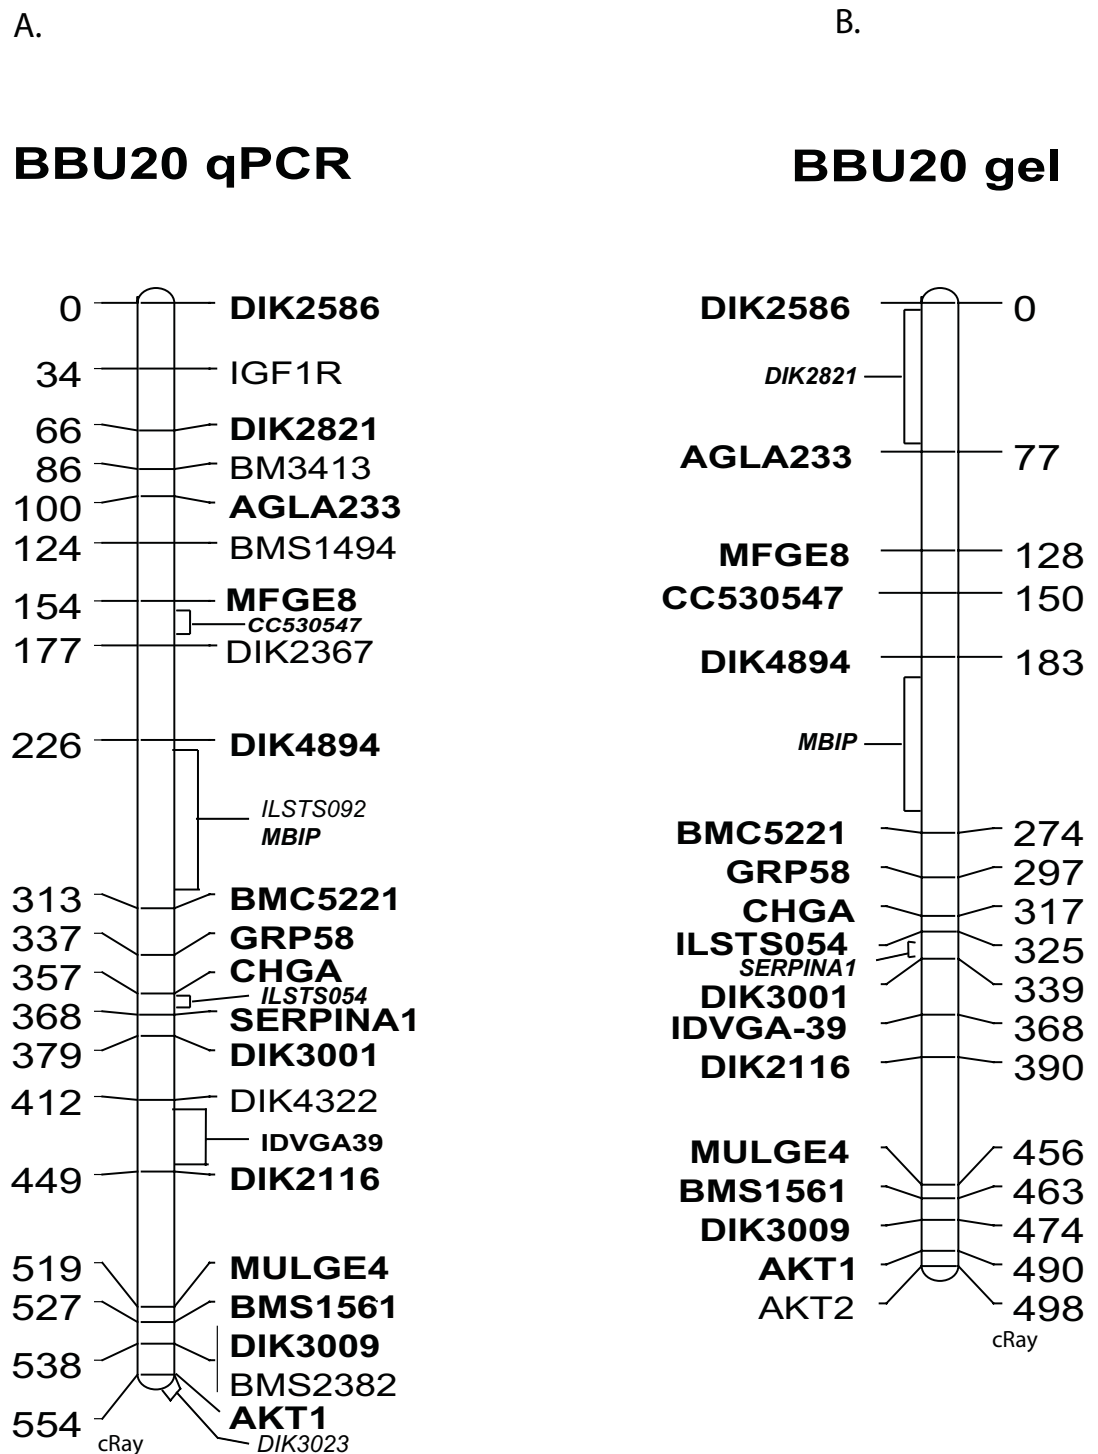 A.
B.
BBU20 qPCR
BBU20 gel
0 DIK2586
34 IGF1R
66 DIK2821
86 BM3413
100 AGLA233
124 BMS1494
154 MFGE8
CC530547
177 DIK2367
226 DIK4894
ILSTS092
MBIP
313 BMC5221
337 GRP58
357 CHGA
ILSTS054
368 SERPINA1
379 DIK3001
412 DIK4322
IDVGA39
449 DIK2116
519 MULGE4
527 BMS1561
538 DIK3009
BMS2382
554 AKT1
cRay DIK3023
DIK2586 0
DIK2821
AGLA233 77
MFGE8 128
CC530547 150
DIK4894 183
MBIP
BMC5221 274
GRP58 297
CHGA 317
ILSTS054 325
SERPINA1
DIK3001 339
IDVGA-39 368
DIK2116 390
MULGE4 456
BMS1561 463
DIK3009 474
AKT1 490
AKT2 498
cRay